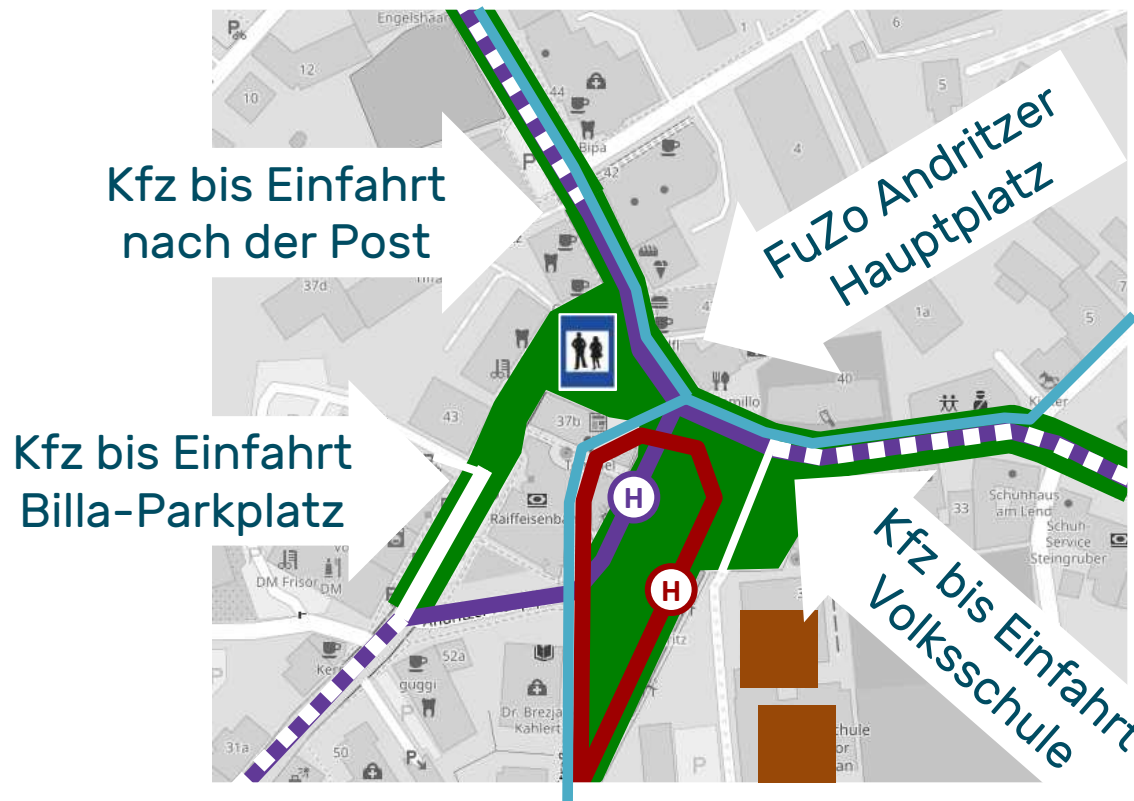 Engelshaa
P
6
1
12
5
10
44
4
Bipa
P
42
Kfz bis Einfahrt
nach der Post
FuZo Andritzer
Hauptplatz
37d
1a
5
40
43
37b
Kfz bis Einfahrt
Billa-Parkplatz
H
Raiffeisenba
33
Schuhhaus
am Lend
Schuh-
Service
Steingruber
DM Frisör
DM
H
Kfz bis Einfahrt
Volksschule
52a
guggi
P
Dr. Brezja
Kahlert
31a
50
P
P